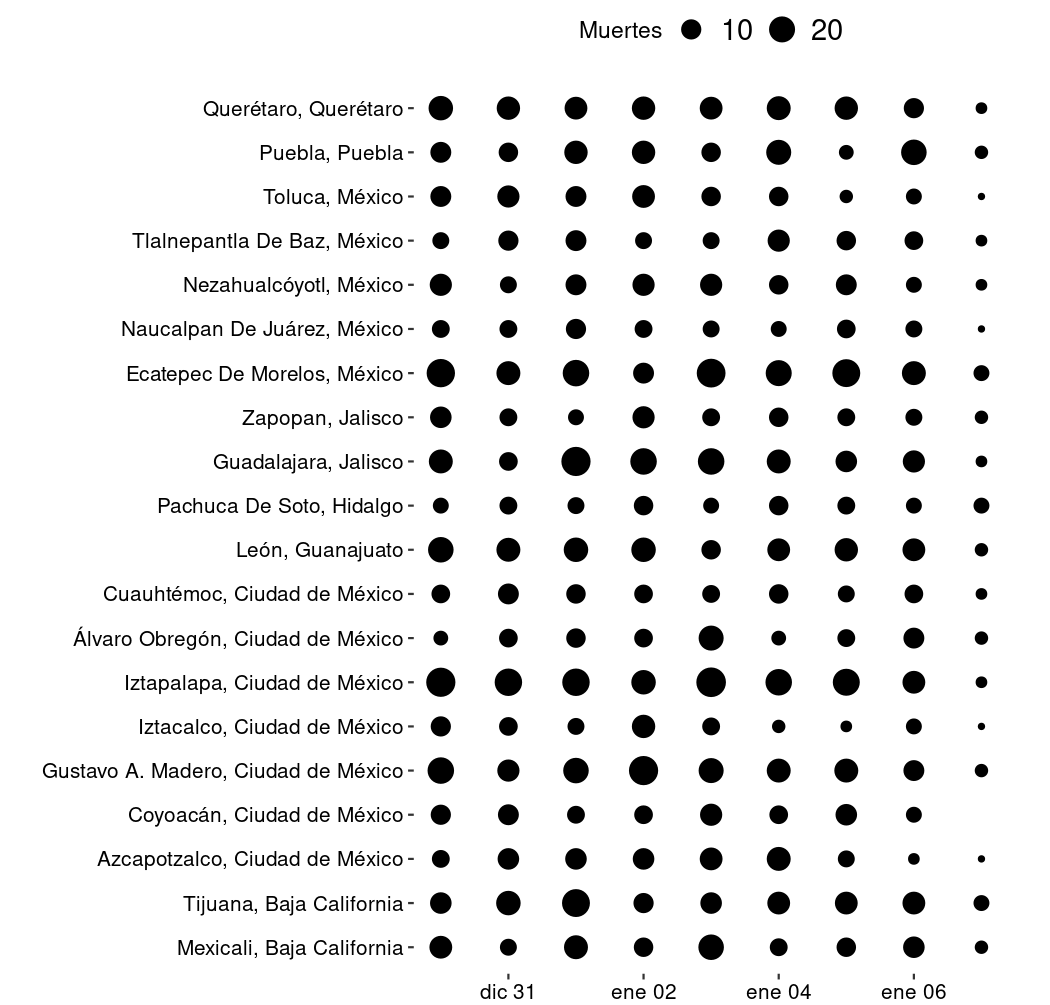 Muertes 10 20
Querétaro, Querétaro
Puebla, Puebla
Toluca, México
Tlalnepantla De Baz, México
Nezahualcóyotl, México
Naucalpan De Juárez, México
Ecatepec De Morelos, México
Zapopan, Jalisco
Guadalajara, Jalisco
Pachuca De Soto, Hidalgo
León, Guanajuato
Cuauhtémoc, Ciudad de México
Álvaro Obregón, Ciudad de México
Iztapalapa, Ciudad de México
Iztacalco, Ciudad de México
Gustavo A. Madero, Ciudad de México
Coyoacán, Ciudad de México
Azcapotzalco, Ciudad de México
Tijuana, Baja California
Mexicali, Baja California
dic 31 ene 02 ene 04 ene 06